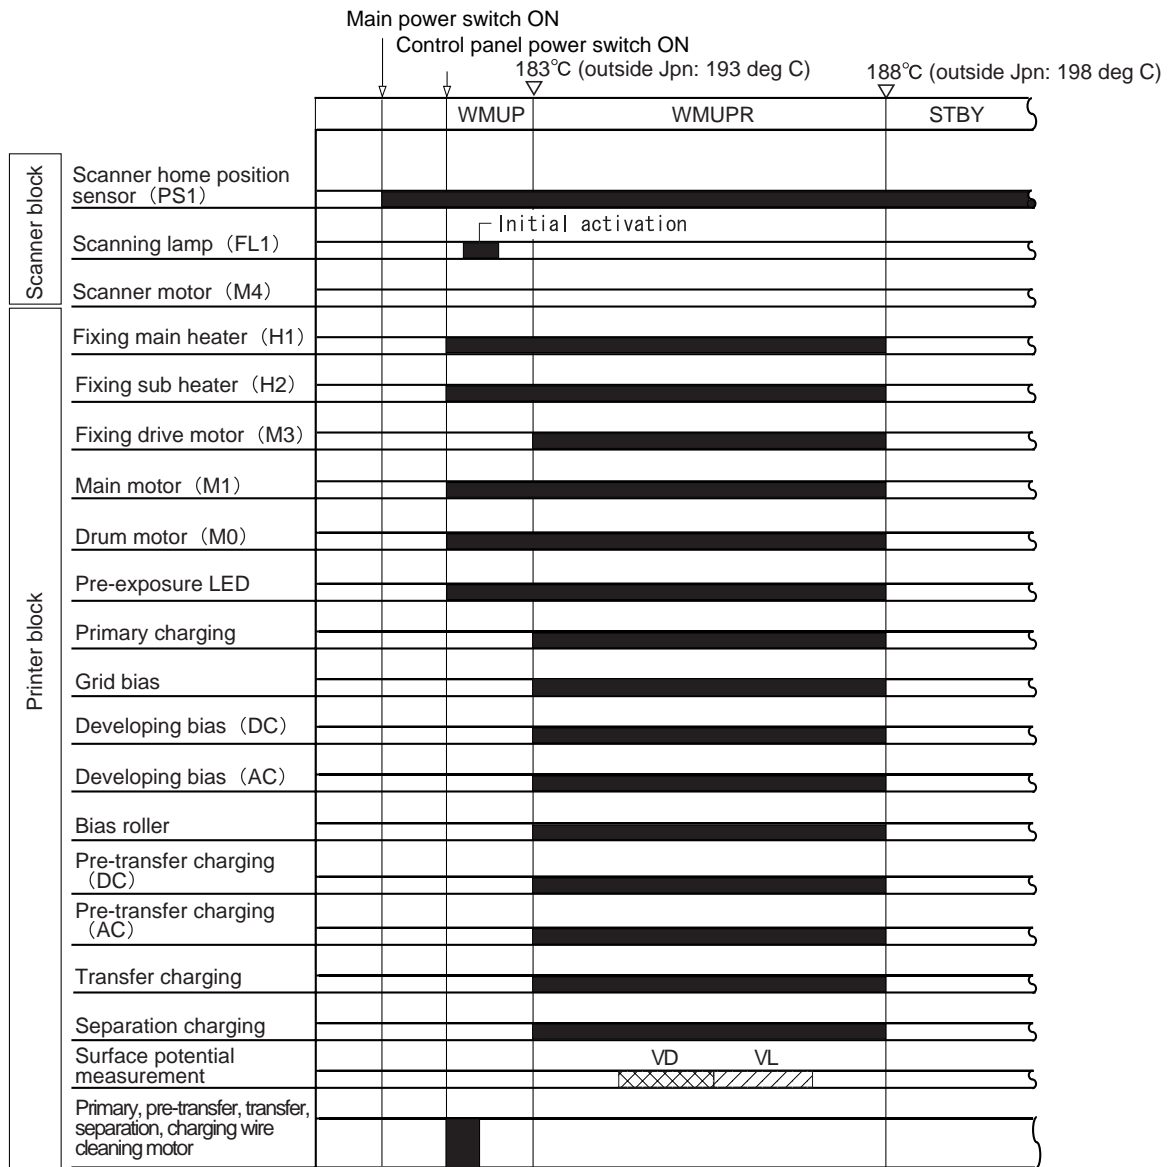 Main power switch ON
Control panel power switch ON
183°C (outside Jpn: 193 deg C)
188°C (outside Jpn: 198 deg C)
WMUP
WMUPR
STBY
Scanner block
Scanner home position
sensor（PS1）
Initial activation
Scanning lamp（FL1）
Scanner motor（M4）
Printer block
Fixing main heater（H1）
Fixing sub heater（H2）
Fixing drive motor（M3）
Main motor（M1）
Drum motor（M0）
Pre-exposure LED
Primary charging
Grid bias
Developing bias（DC）
Developing bias（AC）
Bias roller
Pre-transfer charging
（DC）
Pre-transfer charging
（AC）
Transfer charging
Separation charging
Surface potential
measurement
VD
VL
Primary, pre-transfer, transfer,
separation, charging wire
cleaning motor